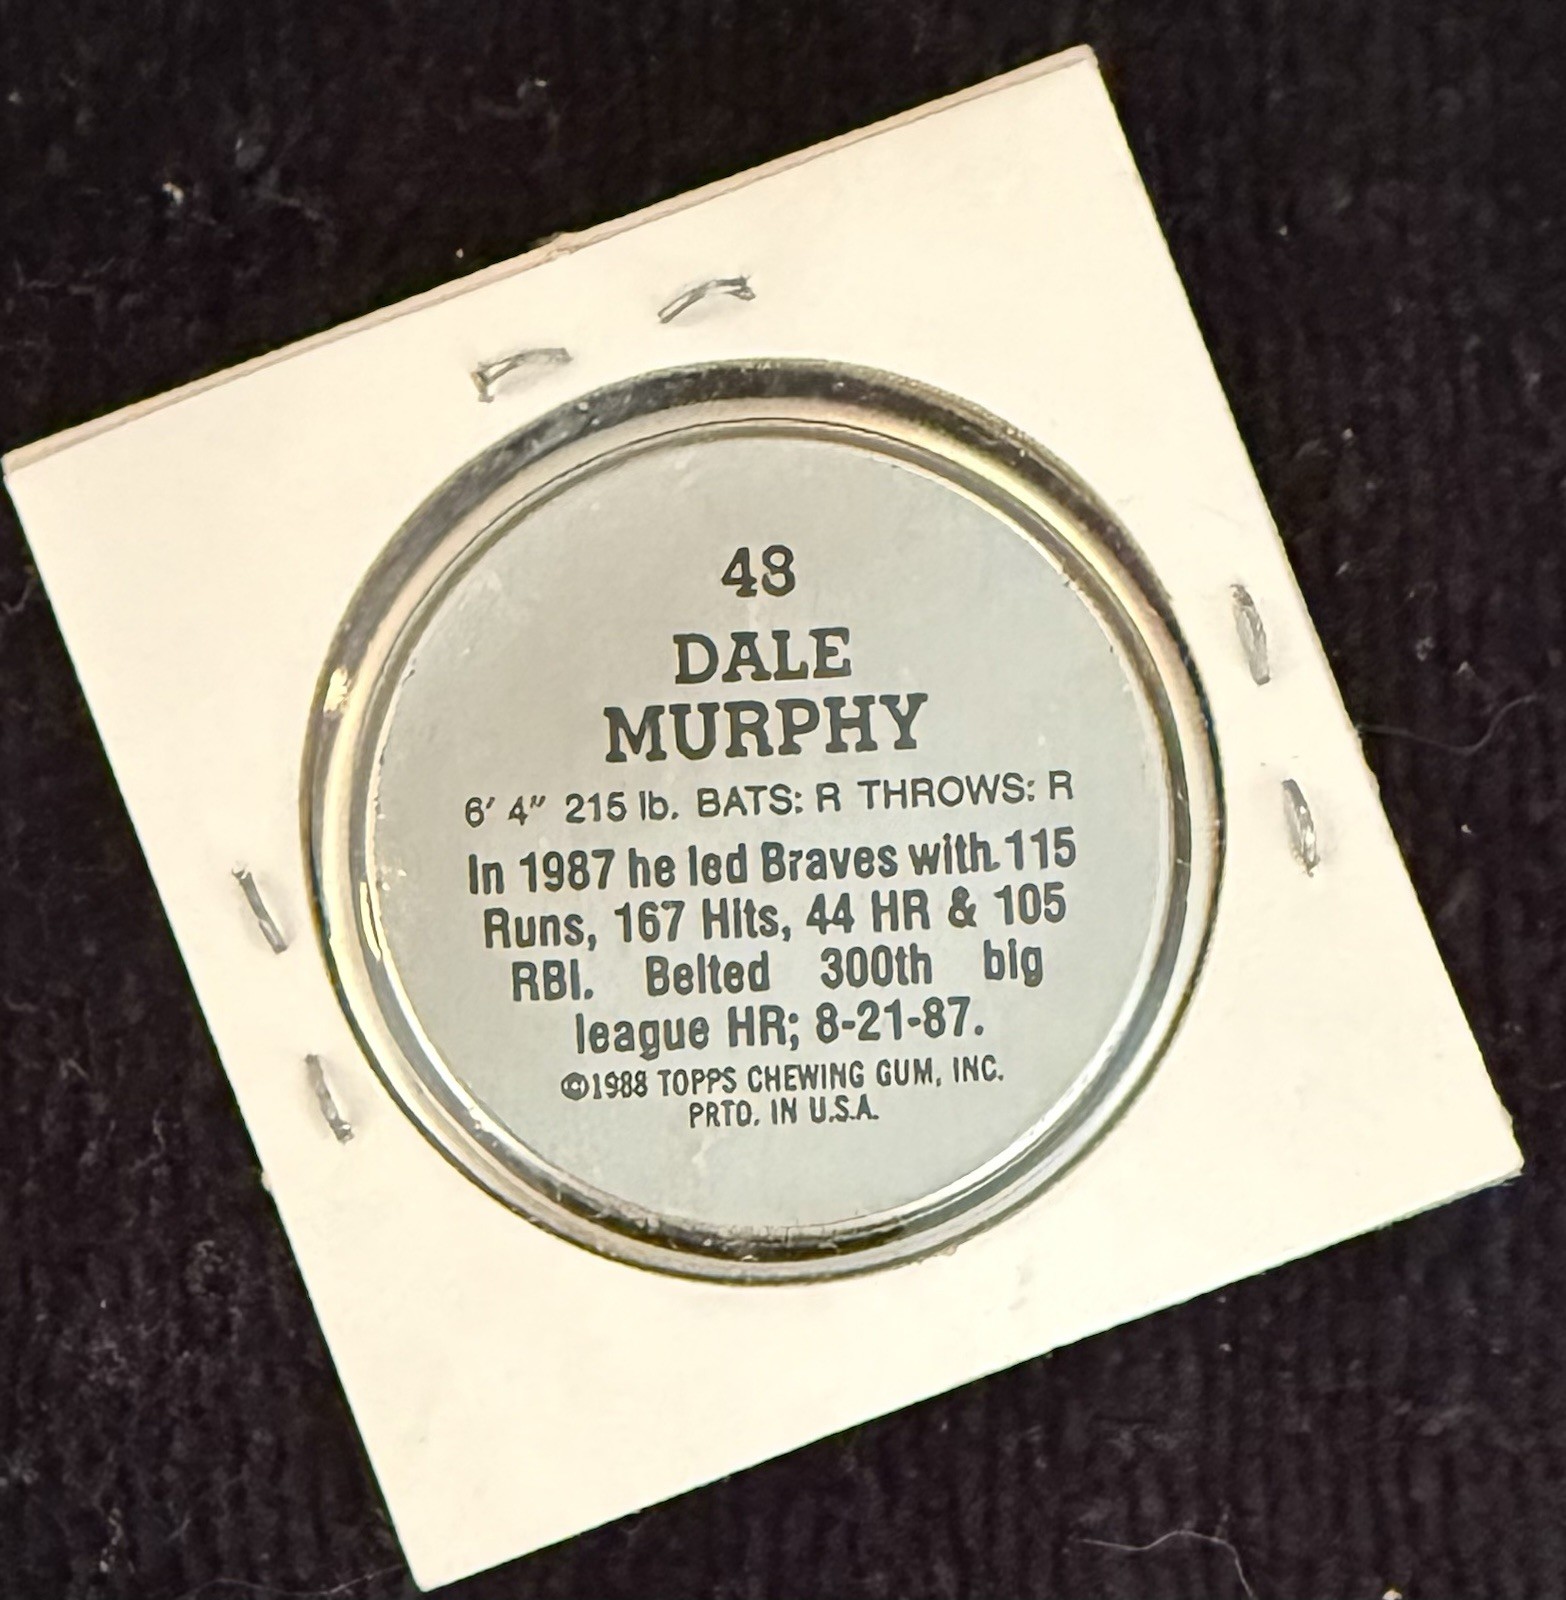 48
DALE
MURPHY
6' 4" 215 lb. BATS: R THROWS: R
In 1987 he led Braves with 115
Runs, 167 Hits, 44 HR & 105
RBI. Belted 300th big
league HR; 8-21-87.
©1988 TOPPS CHEWING GUM, INC.
PRTD. IN U.S.A.